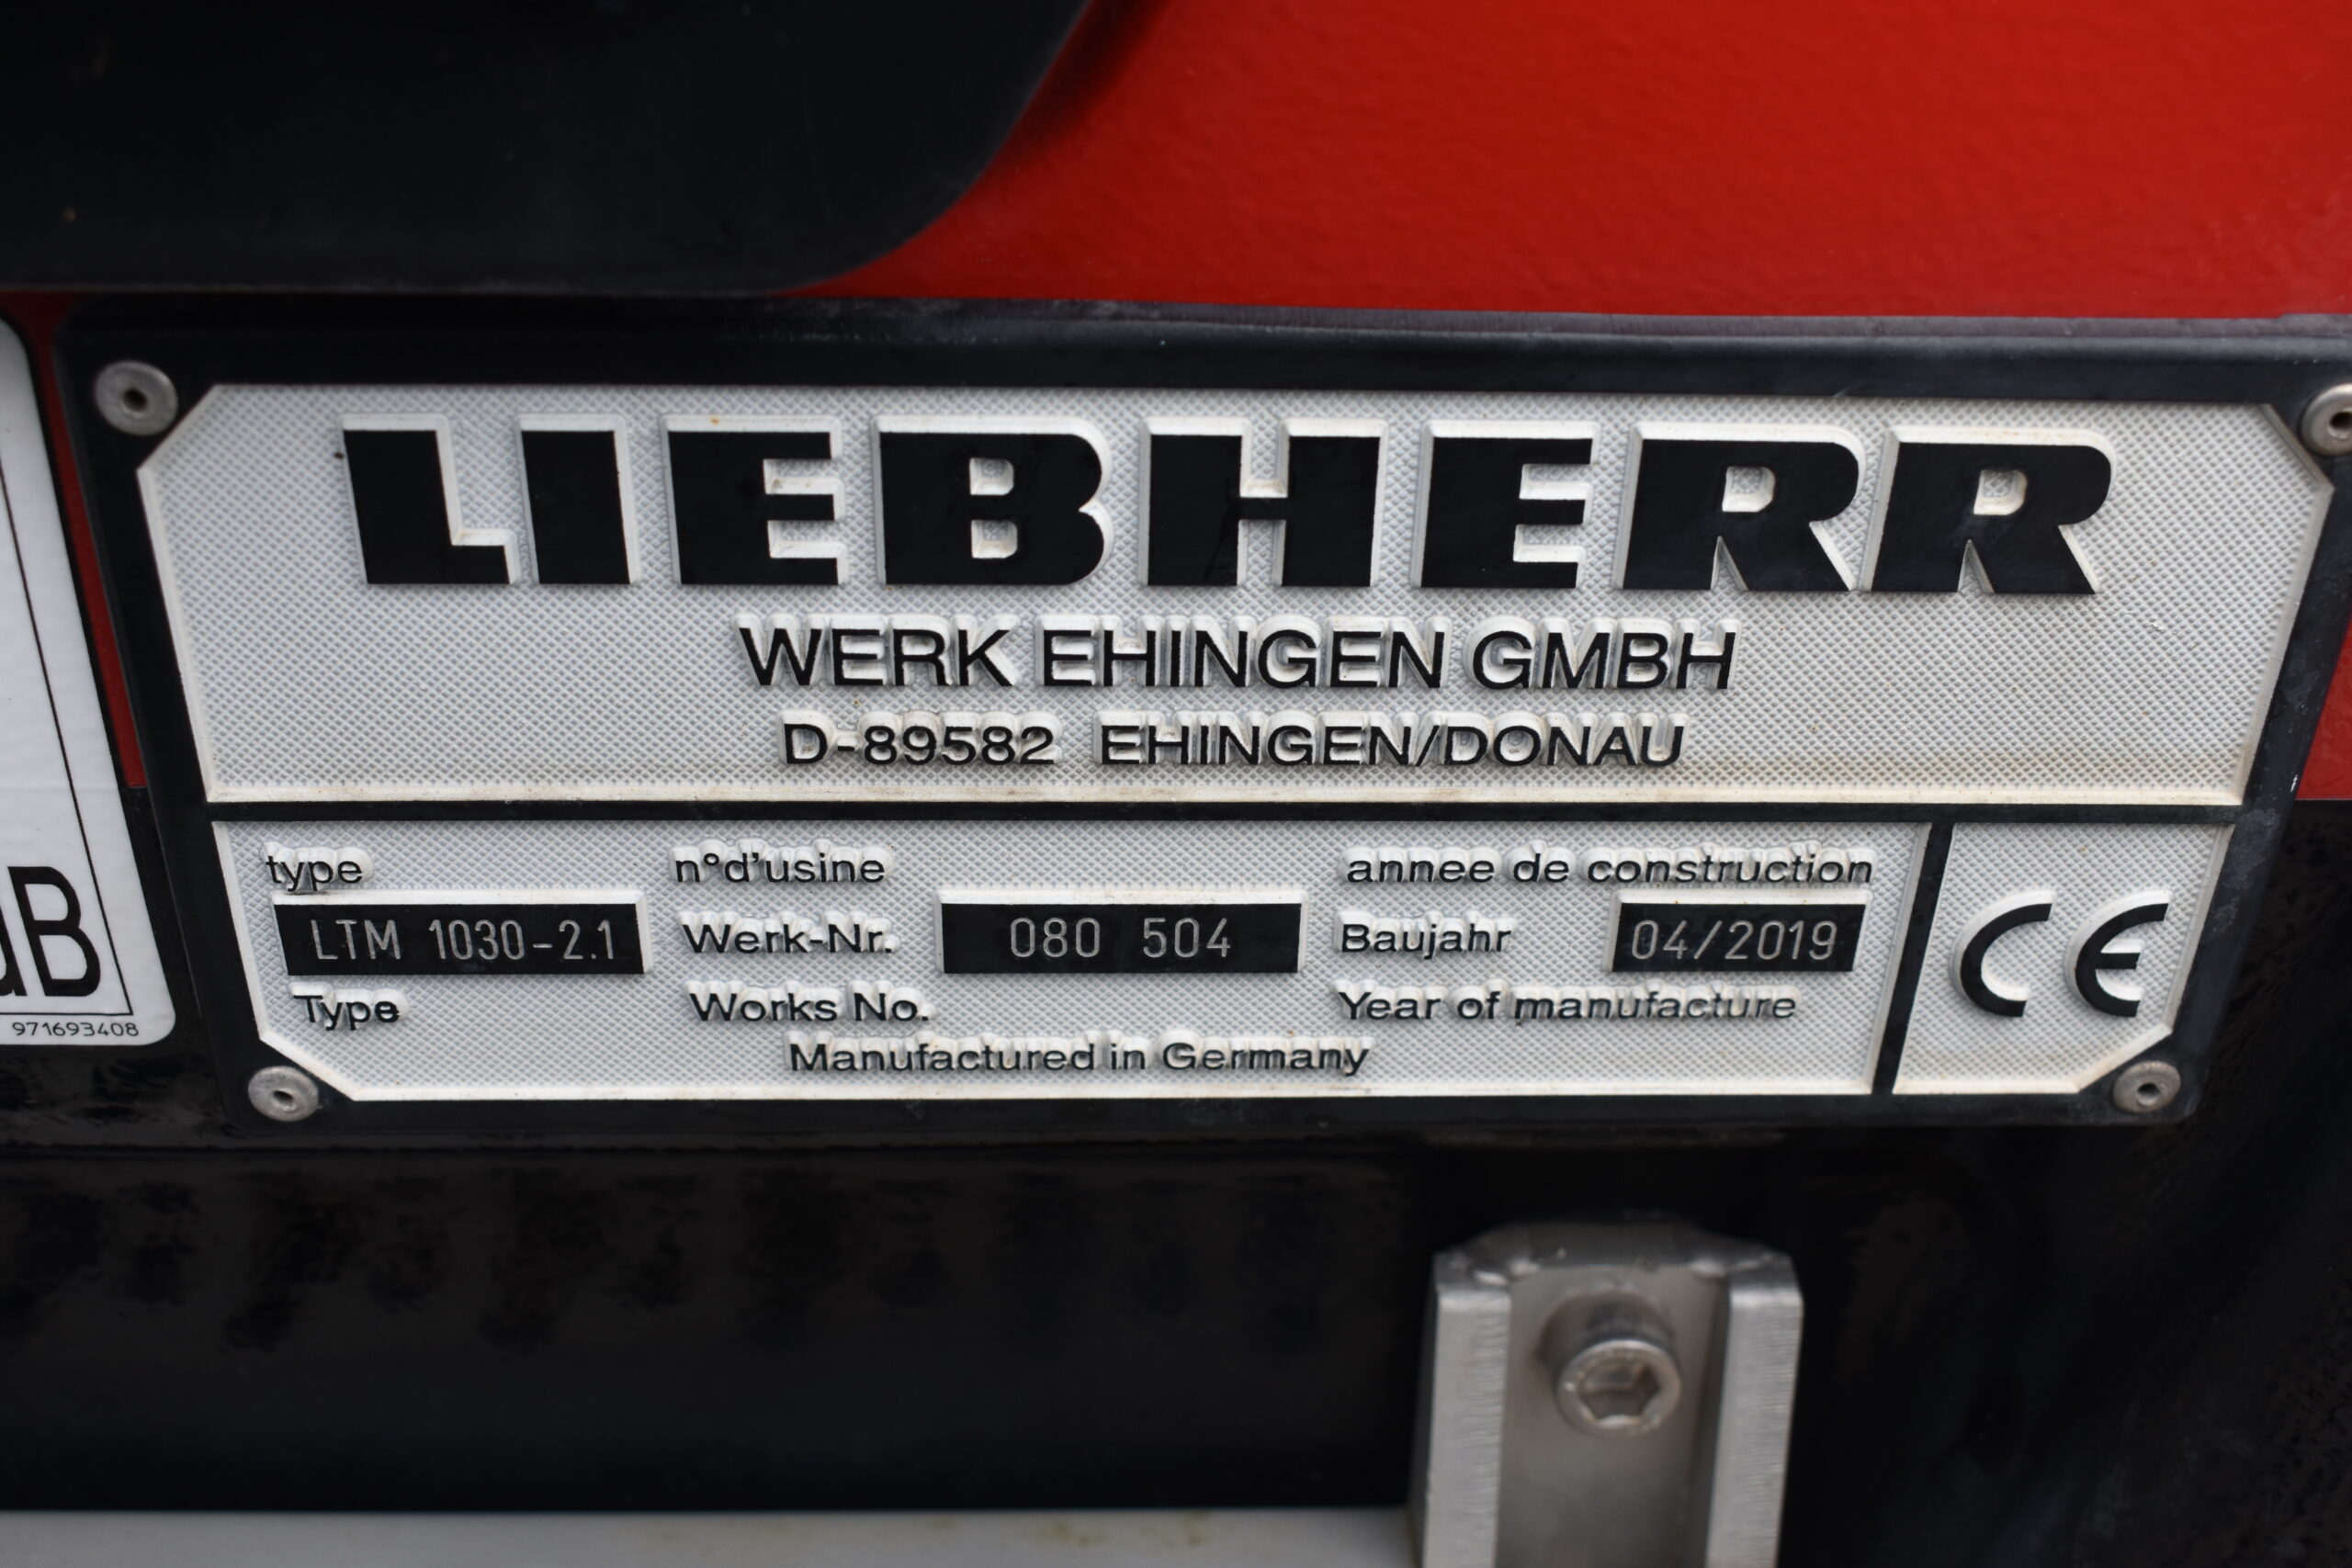 LIEBHERR
WERK EHINGEN GMBH
D-89582 EHINGEN/DONAU
type n°d'usine annee de construction
LTM 1030-2.1 Werk-Nr. 080 504 Baujahr 04/2019
Type Works No. Year of manufacture
Manufactured in Germany
CE
dB
971693408